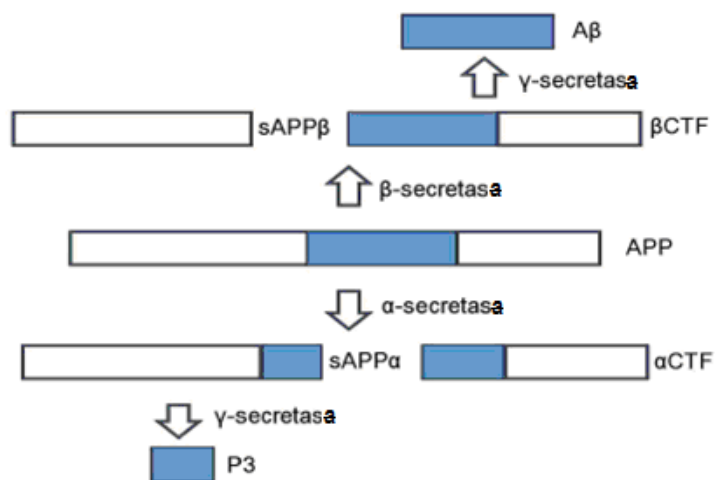 Aβ
γ-secretasa
sAPPβ
βCTF
β-secretasa
APP
α-secretasa
sAPPα
αCTF
γ-secretasa
P3